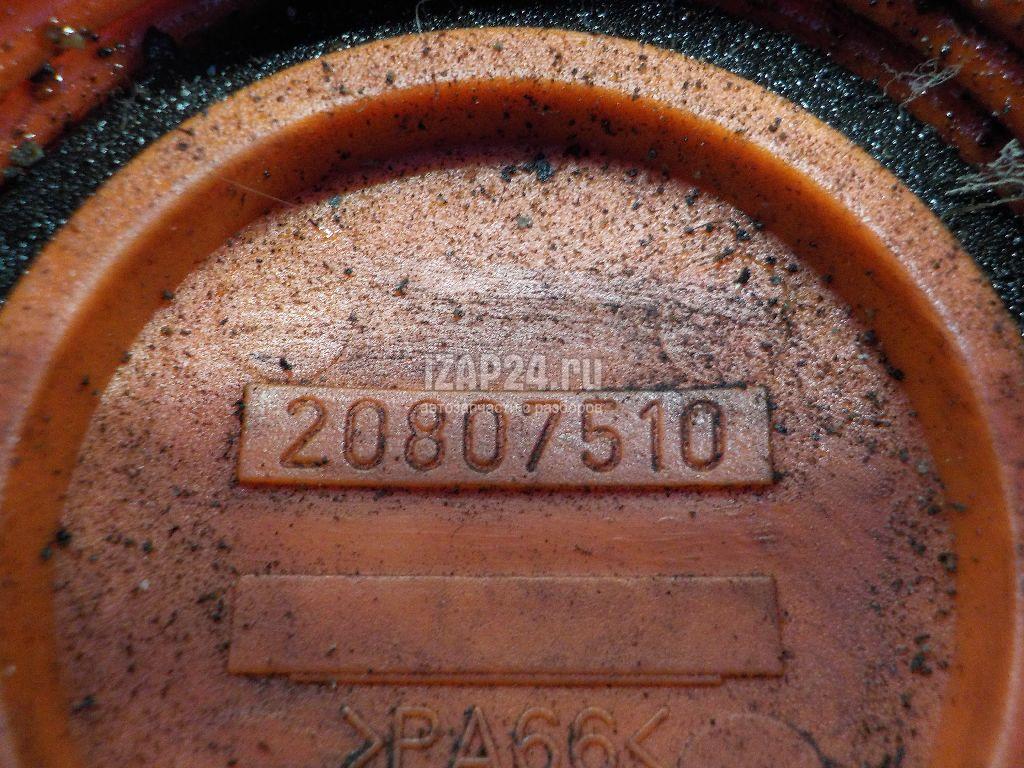 iZAP24.ru
автозапчасти с разборов
20807510
>PA66<